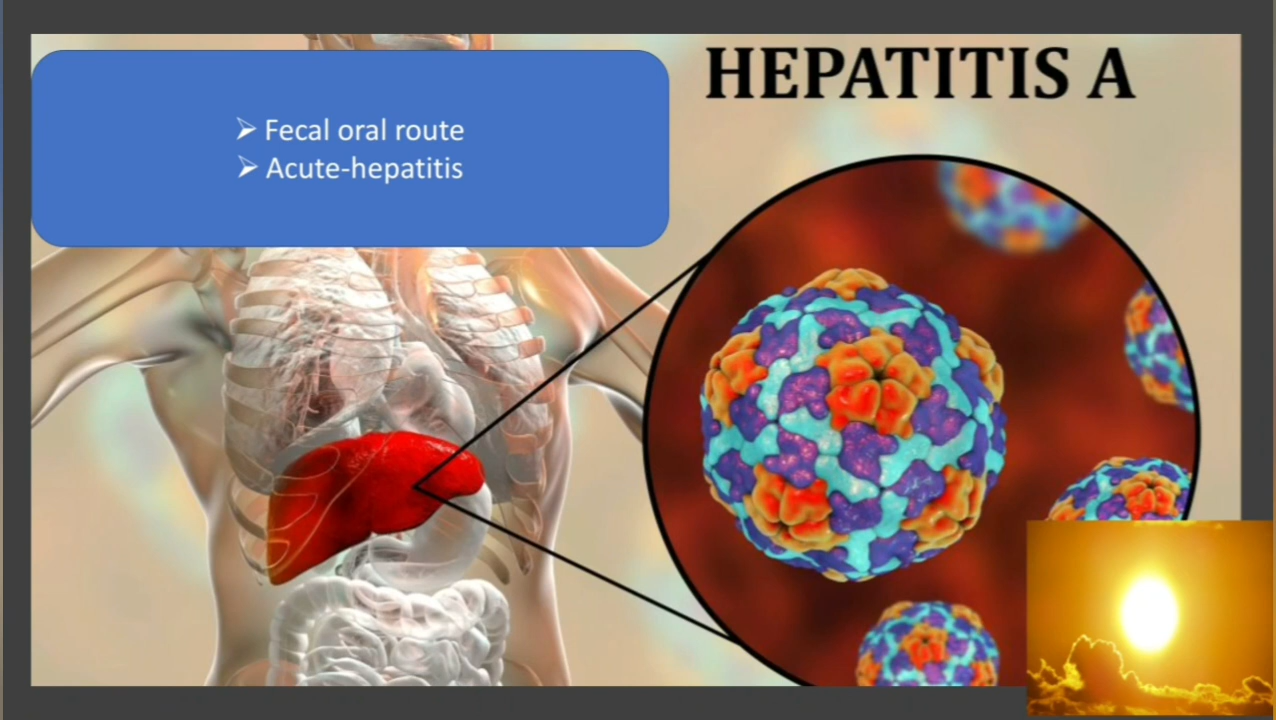 HEPATITIS A
➢ Fecal oral route
➢ Acute-hepatitis